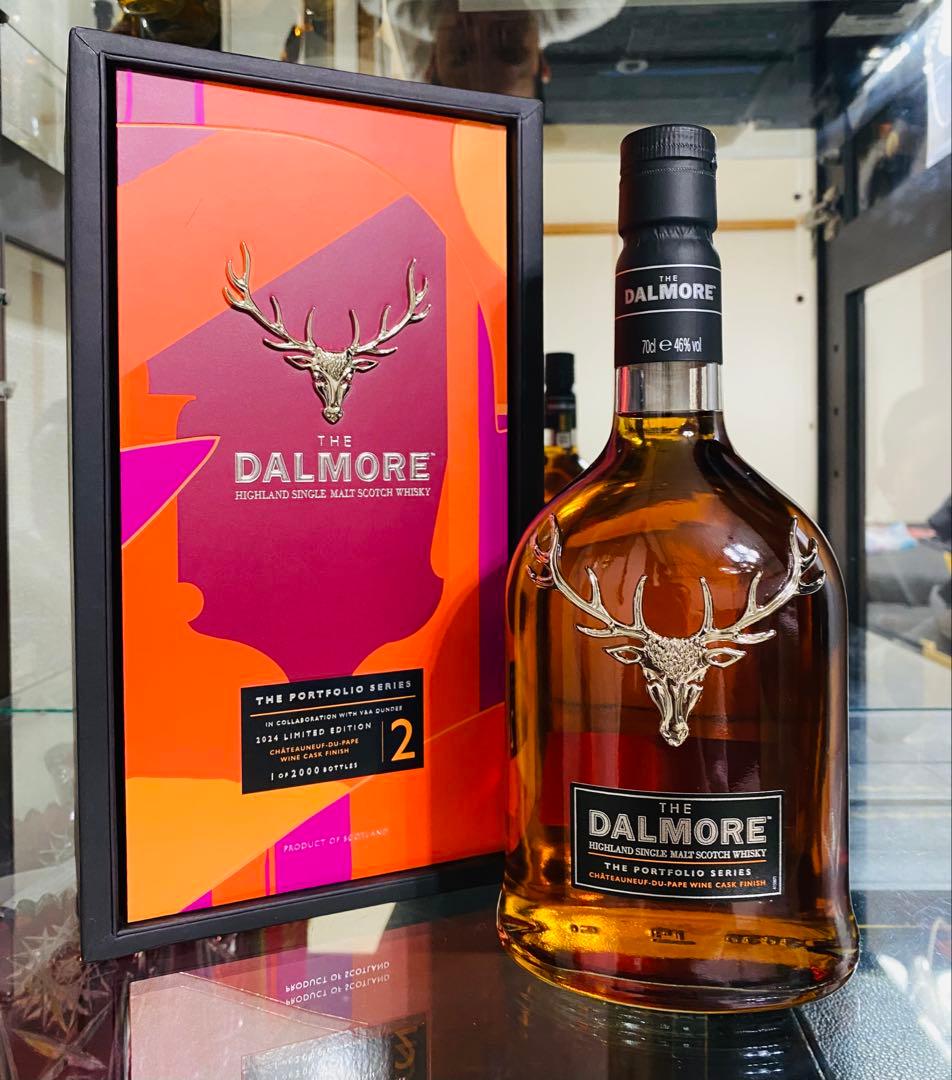 THE
DALMORE™
HIGHLAND SINGLE MALT SCOTCH WHISKY
THE PORTFOLIO SERIES
IN COLLABORATION WITH V&A DUNDEE
2024 LIMITED EDITION
CHÂTEAUNEUF-DU-PAPE
WINE CASK FINISH
1 OF 2000 BOTTLES
2
PRODUCT OF SCOTLAND
THE
DALMORE
70cl e 46% vol
THE
DALMORE™
HIGHLAND SINGLE MALT SCOTCH WHISKY
THE PORTFOLIO SERIES
CHÂTEAUNEUF-DU-PAPE WINE CASK FINISH